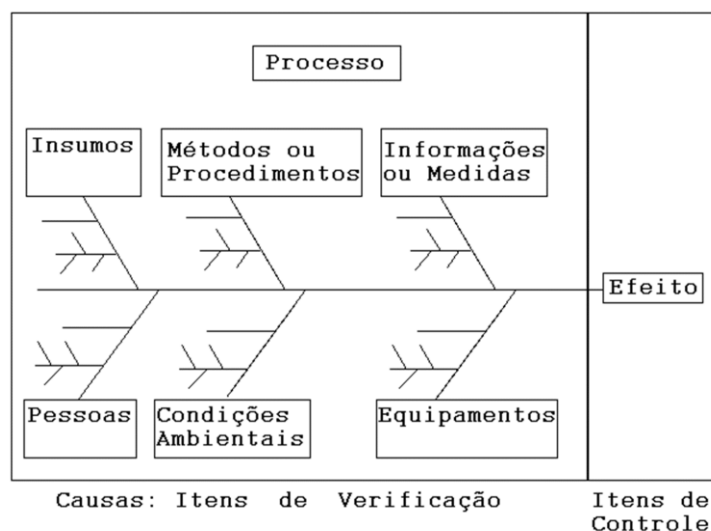 Processo
Insumos
Métodos ou
Procedimentos
Informações
ou Medidas
Efeito
Pessoas
Condições
Ambientais
Equipamentos
Causas: Itens de Verificação
Itens de
Controle